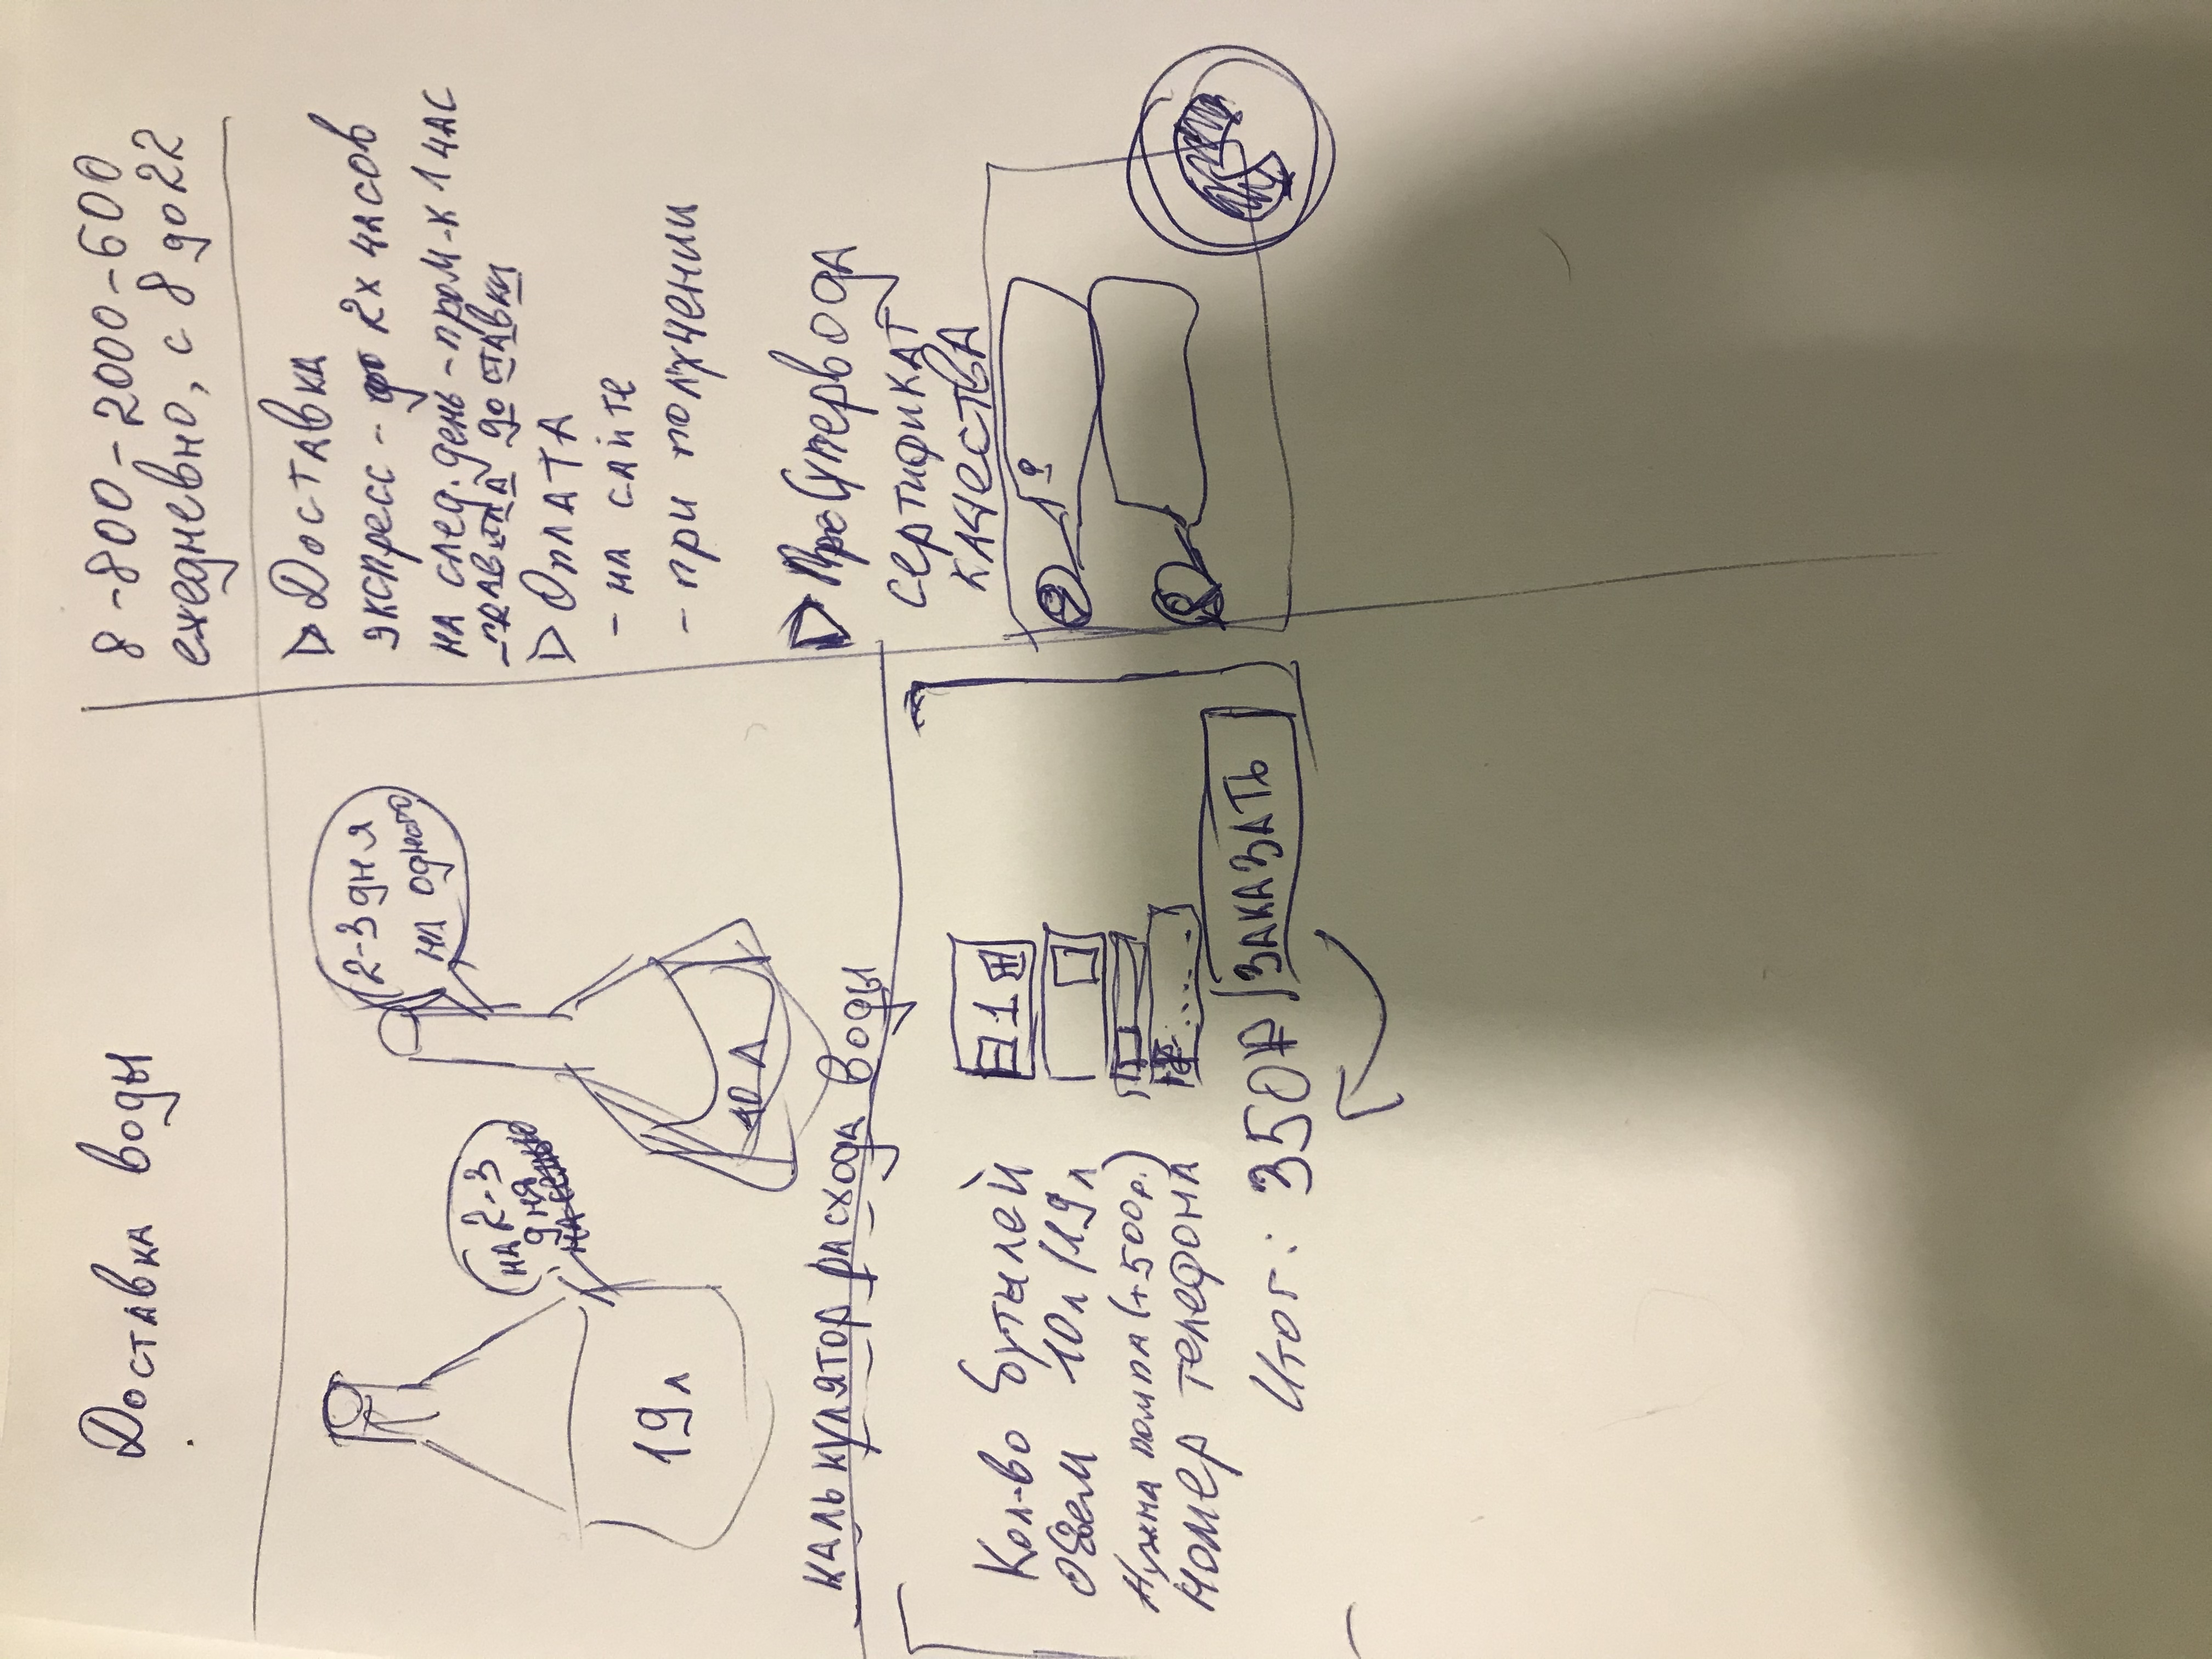 Доставка воды
8-800-2000-600
ежедневно, с 8 до 22
на 2-3
дня
на семью
19л
2-3 дня
на одного
10 л
Калькулятор расхода воды
Кол-во бутылей
1
Объем 10л/19л
Нужна помпа (+500р.)
Номер телефона
Итог: 350₽
ЗАКАЗАТЬ
Доставка
экспресс - до 2х часов
на след. день - пром-к 1 час
правила доставки
Оплата
- на сайте
- при получении
Про Супервода
сертификат
качества